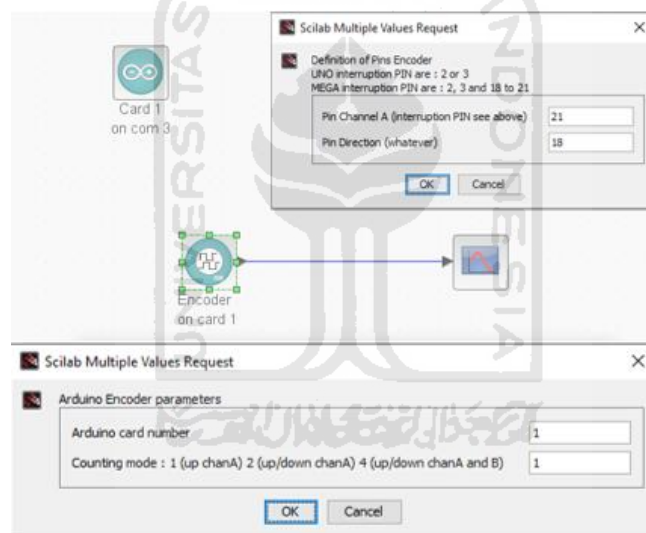 Scilab Multiple Values Request
Definition of Pins Encoder
UNO interruption PIN are : 2 or 3
MEGA interruption PIN are : 2, 3 and 18 to 21
Pin Channel A (interruption PIN see above) 21
Pin Direction (whatever) 18
OK Cancel
Card 1
on com 3
Encoder
on card 1
Scilab Multiple Values Request
Arduino Encoder parameters
Arduino card number 1
Counting mode : 1 (up chanA) 2 (up/down chanA) 4 (up/down chanA and B) 1
OK Cancel
UNIVERSITAS
INDONESIA